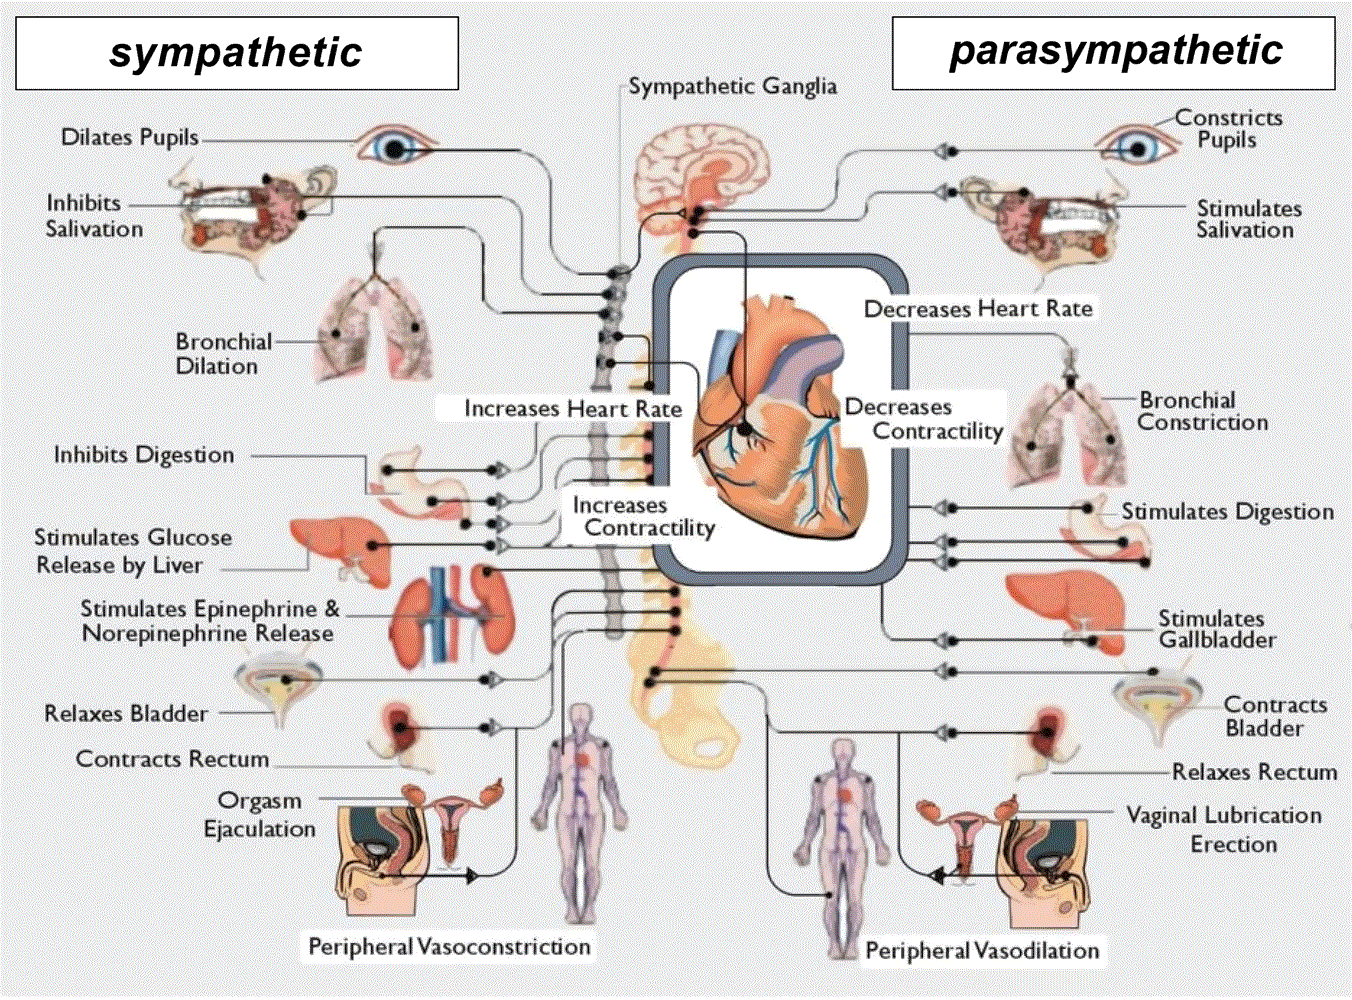 sympathetic
parasympathetic
Sympathetic Ganglia
Dilates Pupils
Inhibits
Salivation
Bronchial
Dilation
Increases Heart Rate
Inhibits Digestion
Increases
Contractility
Stimulates Glucose
Release by Liver
Stimulates Epinephrine &
Norepinephrine Release
Relaxes Bladder
Contracts Rectum
Orgasm
Ejaculation
Peripheral Vasoconstriction
Constricts
Pupils
Stimulates
Salivation
Decreases Heart Rate
Bronchial
Constriction
Decreases
Contractility
Stimulates Digestion
Stimulates
Gallbladder
Contracts
Bladder
Relaxes Rectum
Vaginal Lubrication
Erection
Peripheral Vasodilation